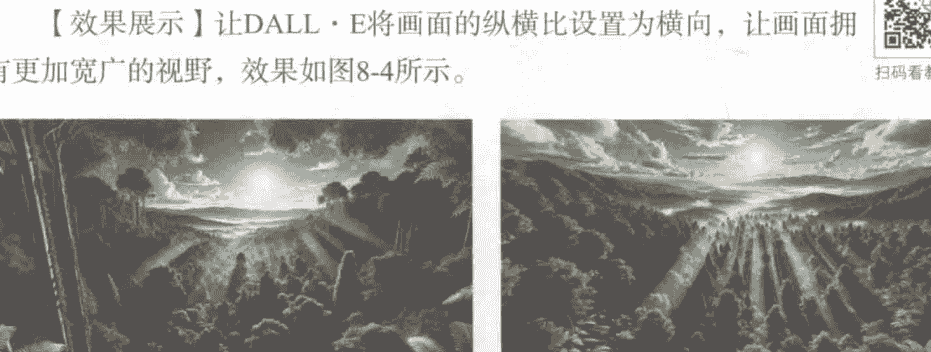 【效果展示】让DALL·E将画面的纵横比设置为横向，让画面拥
有更加宽广的视野，效果如图8-4所示。
扫码看教